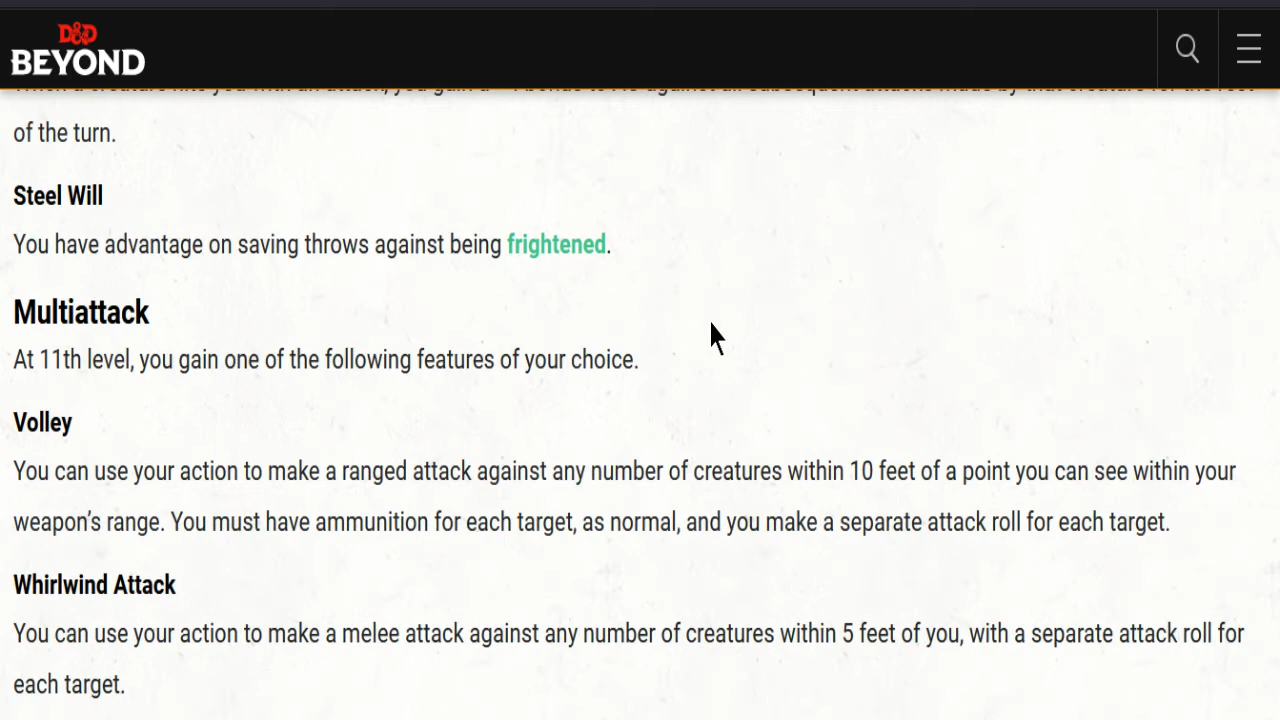 D&D
BEYOND
of the turn.
Steel Will
You have advantage on saving throws against being frightened.
Multiattack
At 11th level, you gain one of the following features of your choice.
Volley
You can use your action to make a ranged attack against any number of creatures within 10 feet of a point you can see within your
weapon’s range. You must have ammunition for each target, as normal, and you make a separate attack roll for each target.
Whirlwind Attack
You can use your action to make a melee attack against any number of creatures within 5 feet of you, with a separate attack roll for
each target.